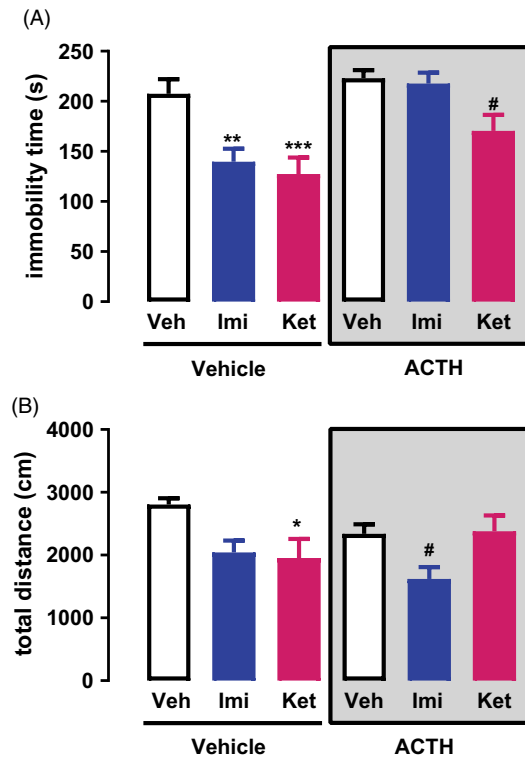 (A)
immobility time (s)
250
200
150
100
50
0
** *** #
Veh Imi Ket Veh Imi Ket
Vehicle ACTH
(B)
total distance (cm)
4000
3000
2000
1000
0
* #
Veh Imi Ket Veh Imi Ket
Vehicle ACTH